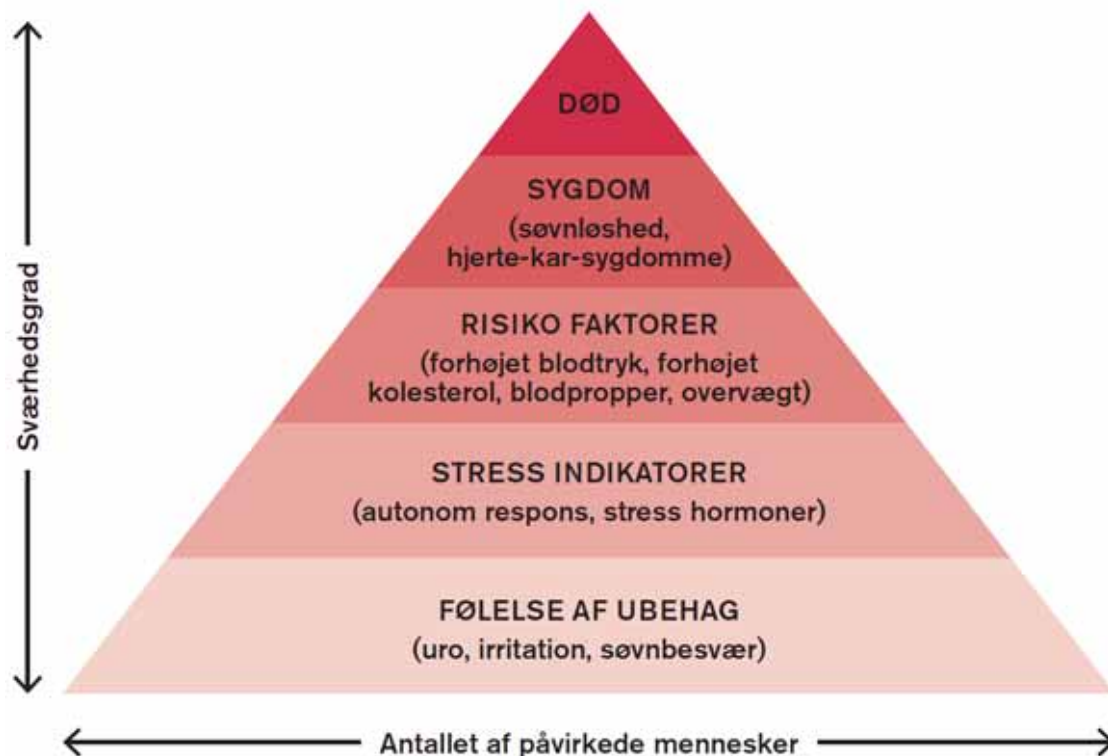 DØD
SYGDOM
(søvnløshed,
hjerte-kar-sygdomme)
RISIKO FAKTORER
(forhøjet blodtryk, forhøjet
kolesterol, blodpropper, overvægt)
STRESS INDIKATORER
(autonom respons, stress hormoner)
FØLELSE AF UBEHAG
(uro, irritation, søvnbesvær)
Sværhedsgrad
Antallet af påvirkede mennesker